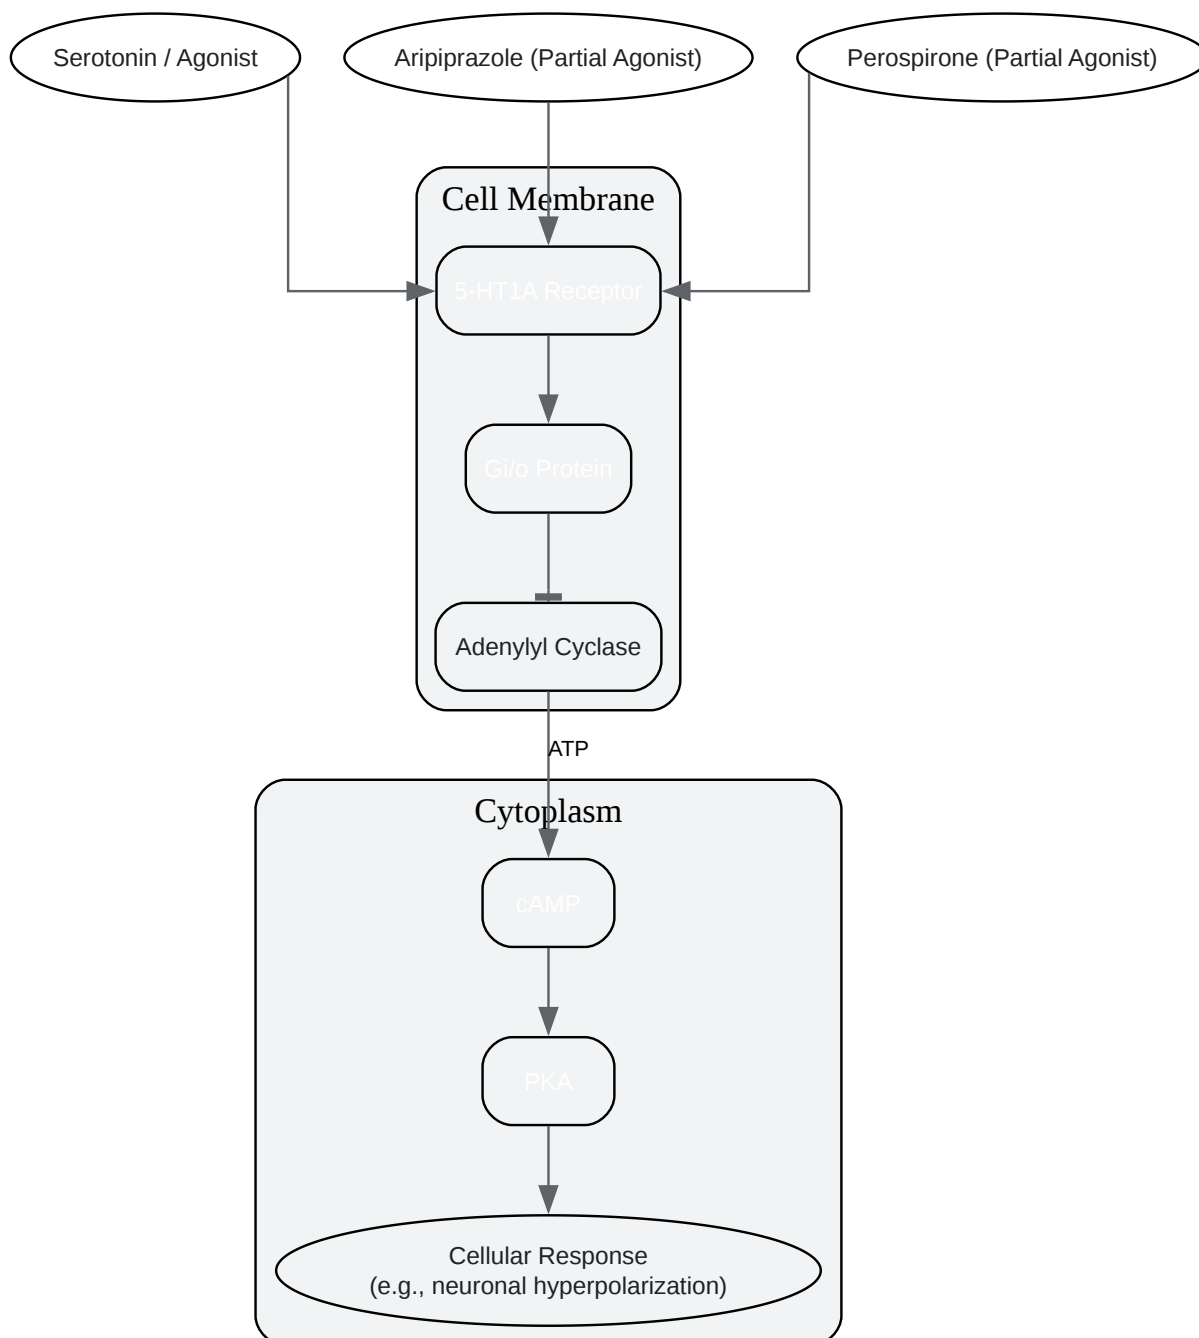 Serotonin / Agonist
Aripiprazole (Partial Agonist)
Perospirone (Partial Agonist)
Cell Membrane
5-HT1A Receptor
Gi/o Protein
Adenylyl Cyclase
ATP
Cytoplasm
cAMP
PKA
Cellular Response
(e.g., neuronal hyperpolarization)